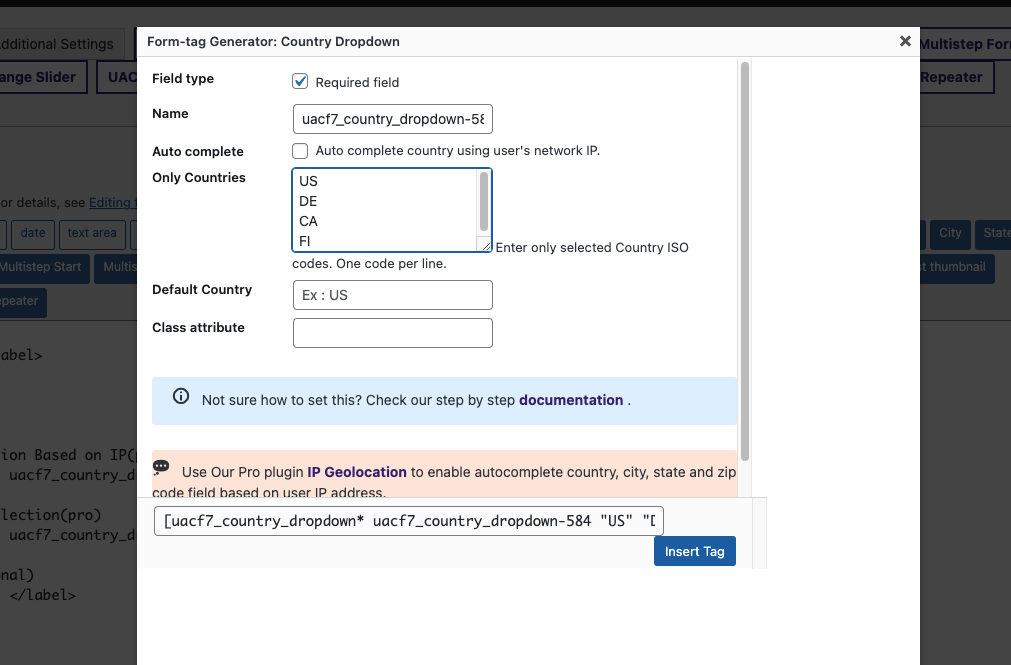 Form-tag Generator: Country Dropdown
dditional Settings
Multistep For
ange Slider
UAC
Repeater
Field type
Required field
Name
uacf7_country_dropdown-58
Auto complete
Auto complete country using user's network IP.
Only Countries
US
DE
CA
FI
Enter only selected Country ISO
codes. One code per line.
or details, see Editing
date
text area
City
State
Multistep Start
Multis
t thumbnail
epeater
Default Country
Ex : US
Class attribute
abel>
Not sure how to set this? Check our step by step documentation .
ion Based on IP(
uacf7_country_d
Use Our Pro plugin IP Geolocation to enable autocomplete country, city, state and zip
code field based on user IP address.
lection(pro)
uacf7_country_d
[uacf7_country_dropdown* uacf7_country_dropdown-584 "US" "D
Insert Tag
nal)
</label>